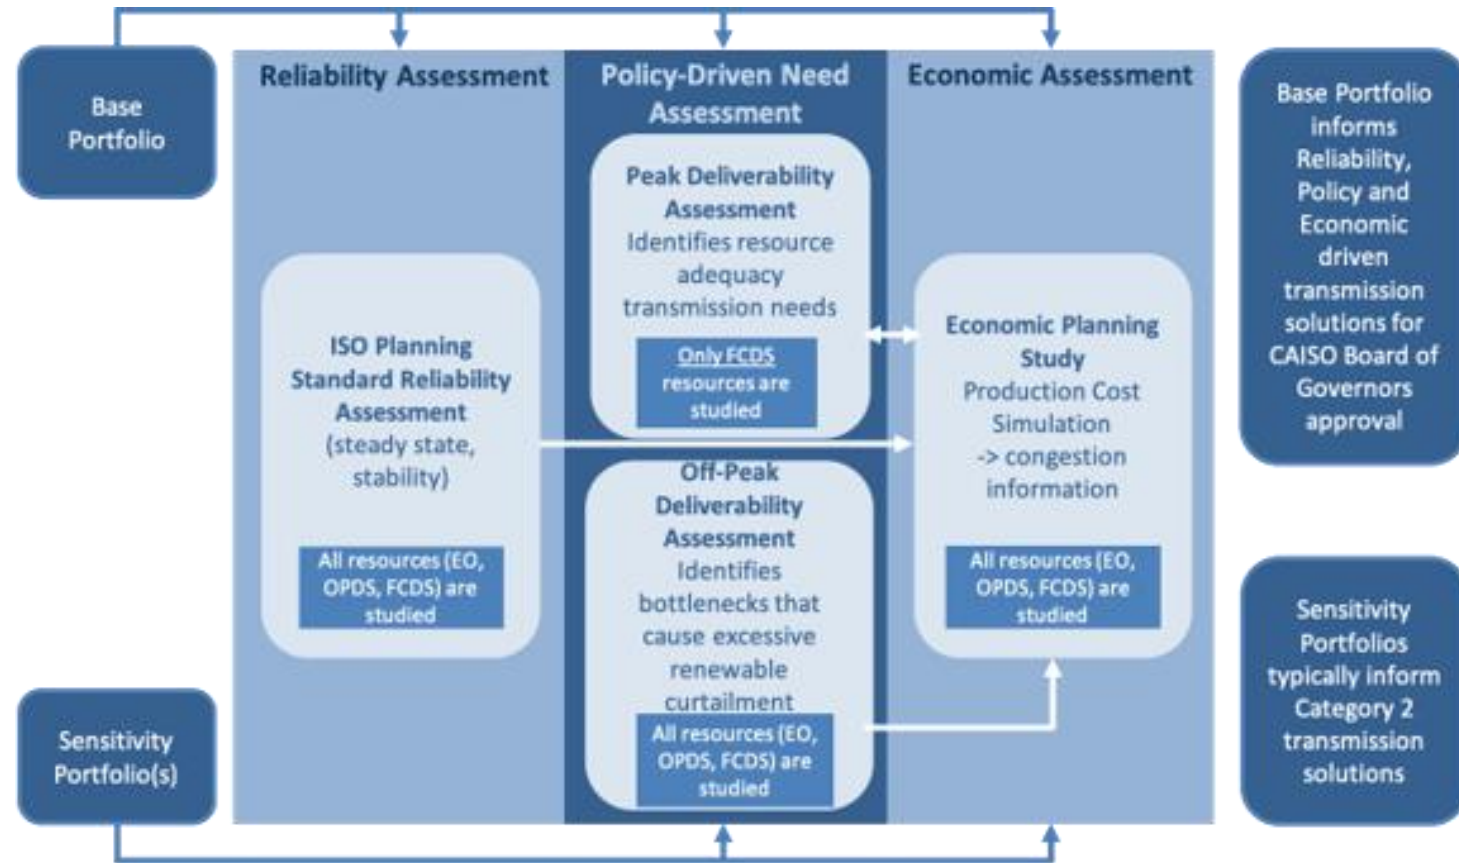 Base
Portfolio
Reliability Assessment
Policy-Driven Need
Assessment
Economic Assessment
Peak Deliverability
Assessment
Identifies resource
adequacy
transmission needs
Only FCDS
resources are
studied
ISO Planning
Standard Reliability
Assessment
(steady state,
stability)
All resources (EO,
OPDS, FCDS) are
studied
Off-Peak
Deliverability
Assessment
Identifies
bottlenecks that
cause excessive
renewable
curtailment
All resources (EO,
OPDS, FCDS) are
studied
Economic Planning
Study
Production Cost
Simulation
-> congestion
information
All resources (EO,
OPDS, FCDS) are
studied
Base Portfolio
informs
Reliability,
Policy and
Economic
driven
transmission
solutions for
CAISO Board of
Governors
approval
Sensitivity
Portfolio(s)
Sensitivity
Portfolios
typically inform
Category 2
transmission
solutions